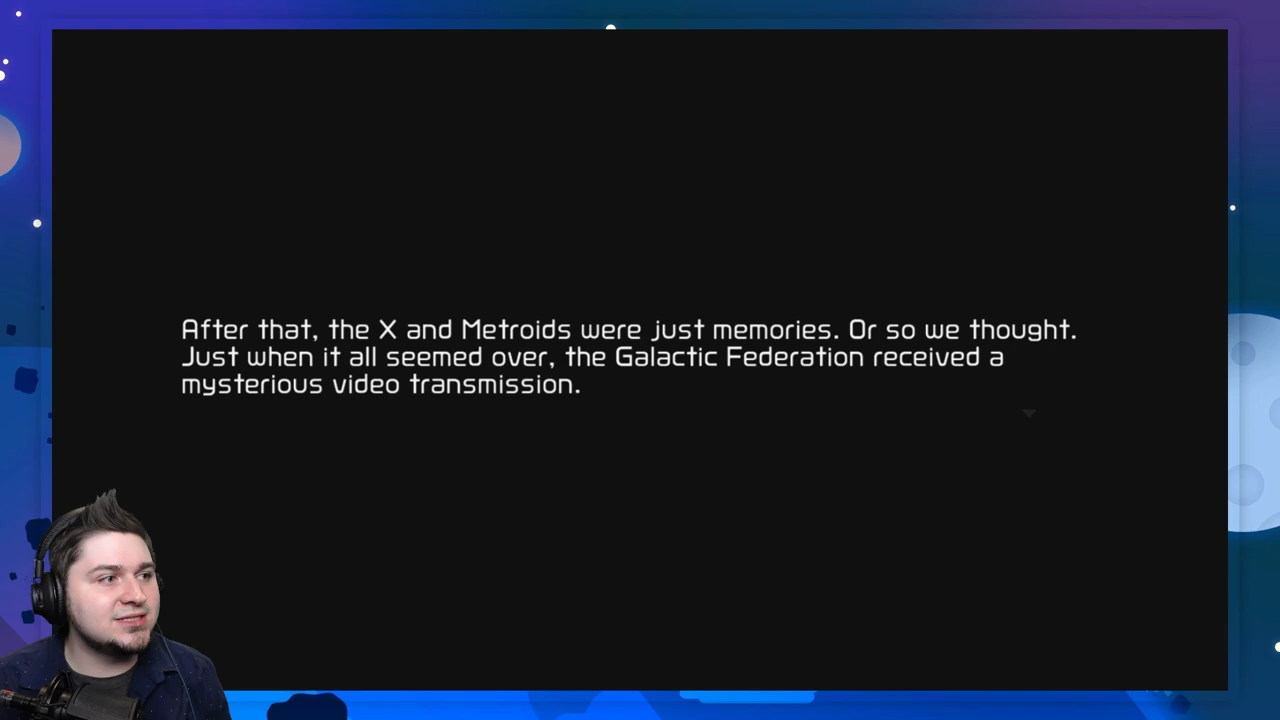 After that, the X and Metroids were just memories. Or so we thought.
Just when it all seemed over, the Galactic Federation received a
mysterious video transmission.